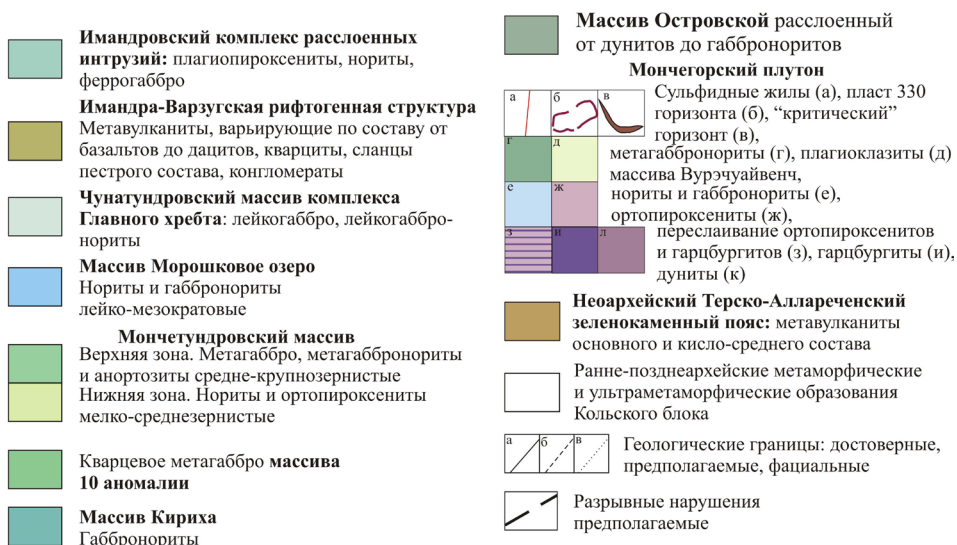 Имандровский комплекс расслоенных
интрузий: плагиопироксениты, нориты,
феррогаббро
Имандра-Варзугская рифтогенная структура
Метавулканиты, варьирующие по составу от
базальтов до дацитов, кварциты, сланцы
пестрого состава, конгломераты
Чунатундровский массив комплекса
Главного хребта: лейкогаббро, лейкогаббро-
нориты
Массив Морошковое озеро
Нориты и габбронориты
лейко-мезократовые
Мончетундровский массив
Верхняя зона. Метагаббро, метагаббронориты
и анортозиты средне-крупнозернистые
Нижняя зона. Нориты и ортопироксениты
мелко-среднезернистые
Кварцевое метагаббро массива
10 аномалии
Массив Кириха
Габбронориты
Массив Островской расслоенный
от дунитов до габброноритов
Мончегорский плутон
а б в
Сульфидные жилы (а), пласт 330
горизонта (б), “критический”
горизонт (в),
г д
метагаббронориты (г), плагиоклазиты (д)
массива Вурэчуайвенч,
е ж
нориты и габбронориты (е),
ортопироксениты (ж),
з и л
переслаивание ортопироксенитов
и гарцбургитов (з), гарцбургиты (и),
дуниты (к)
Неоархейский Терско-Аллареченский
зеленокаменный пояс: метавулканиты
основного и кисло-среднего состава
Ранне-позднеархейские метаморфические
и ультраметаморфические образования
Кольского блока
а б в
Геологические границы: достоверные,
предполагаемые, фациальные
Разрывные нарушения
предполагаемые